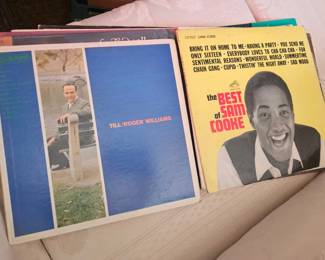 TILL/ROGER WILLIAMS
BRING IT ON HOME TO ME • HAVING A PARTY • YOU SEND ME
ONLY SIXTEEN • EVERYBODY LOVES TO CHA CHA CHA • FOR
SENTIMENTAL REASONS • WONDERFUL WORLD • SUMMERTIME
CHAIN GANG • CUPID • TWISTIN' THE NIGHT AWAY • SAD MOOD
the BEST
of SAM
COOKE